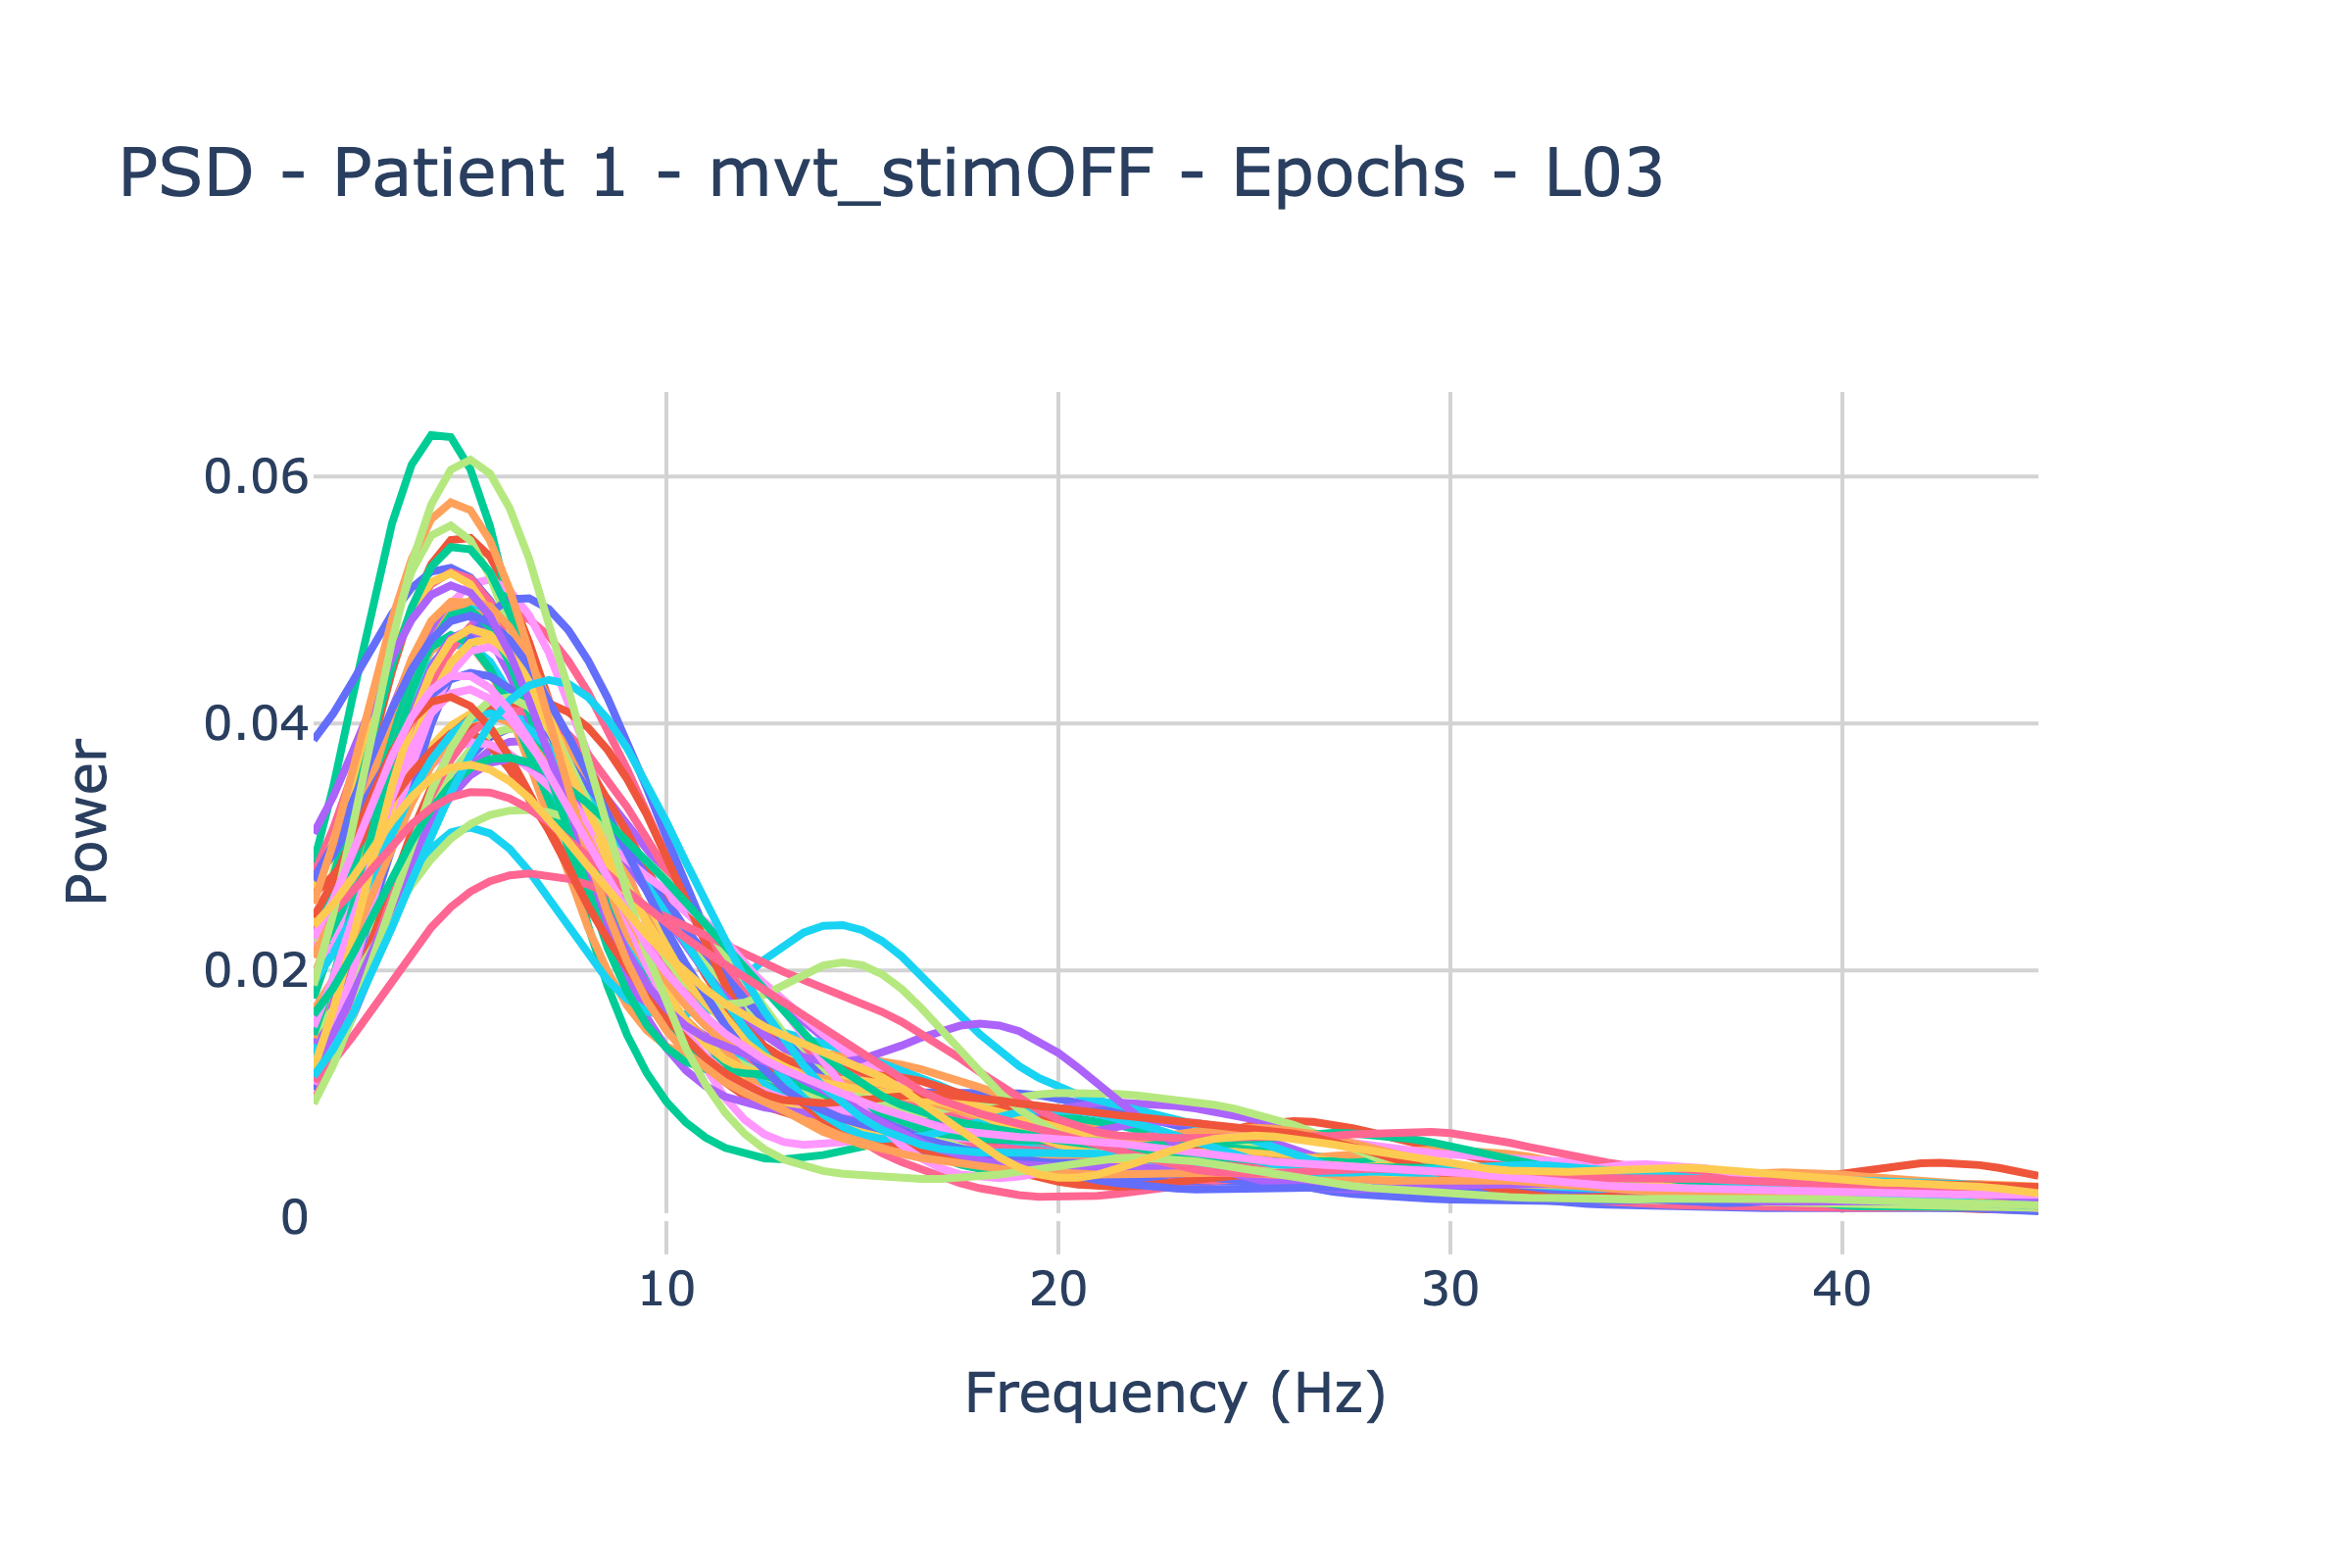 PSD - Patient 1 - mvt_stimOFF - Epochs - L03
0.06
0.04
0.02
0
Power
10 20 30 40
Frequency (Hz)